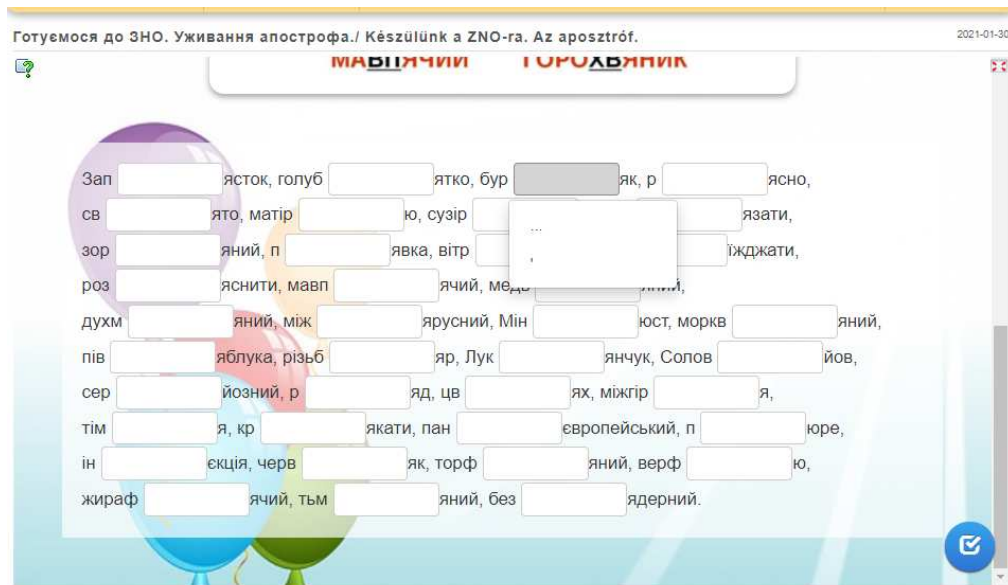 Готуємося до ЗНО. Уживання апострофа./ Készülünk a ZNO-ra. Az aposztróf.
2021-01-30
МАВПЯЧИЙ ГОРОХВЯНИК
Зап ясток, голуб ятко, бур як, р ясно,
св ято, матір ю, сузір язати,
зор яний, п явка, вітр їжджати,
роз яснити, мавп ячий, медв яний,
...
'
духм яний, між ярусний, Мін юст, моркв яний,
пів яблука, різьб яр, Лук янчук, Солов йов,
сер йозний, р яд, цв ях, міжгір я,
тім я, кр якати, пан європейський, п юре,
ін єкція, черв як, торф яний, верф ю,
жираф ячий, тьм яний, без ядерний.